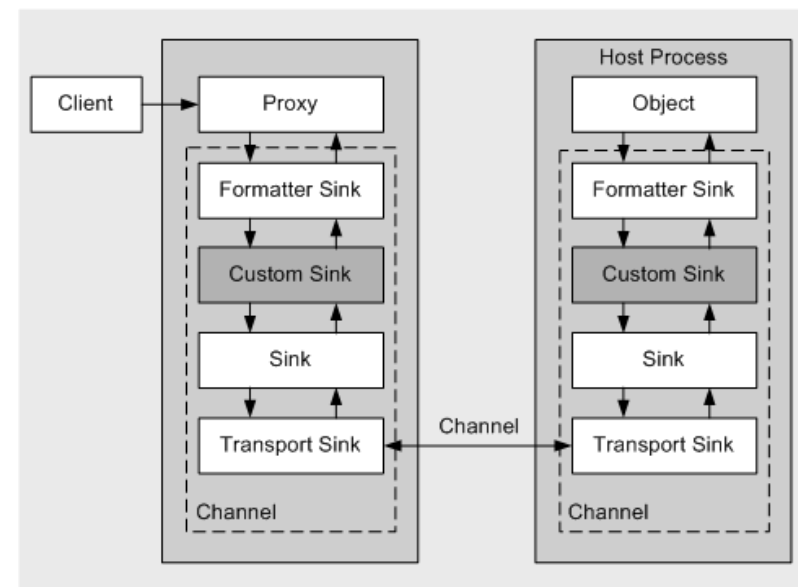 Host Process
Client
Proxy
Object
Formatter Sink
Formatter Sink
Custom Sink
Custom Sink
Sink
Sink
Channel
Transport Sink
Transport Sink
Channel
Channel